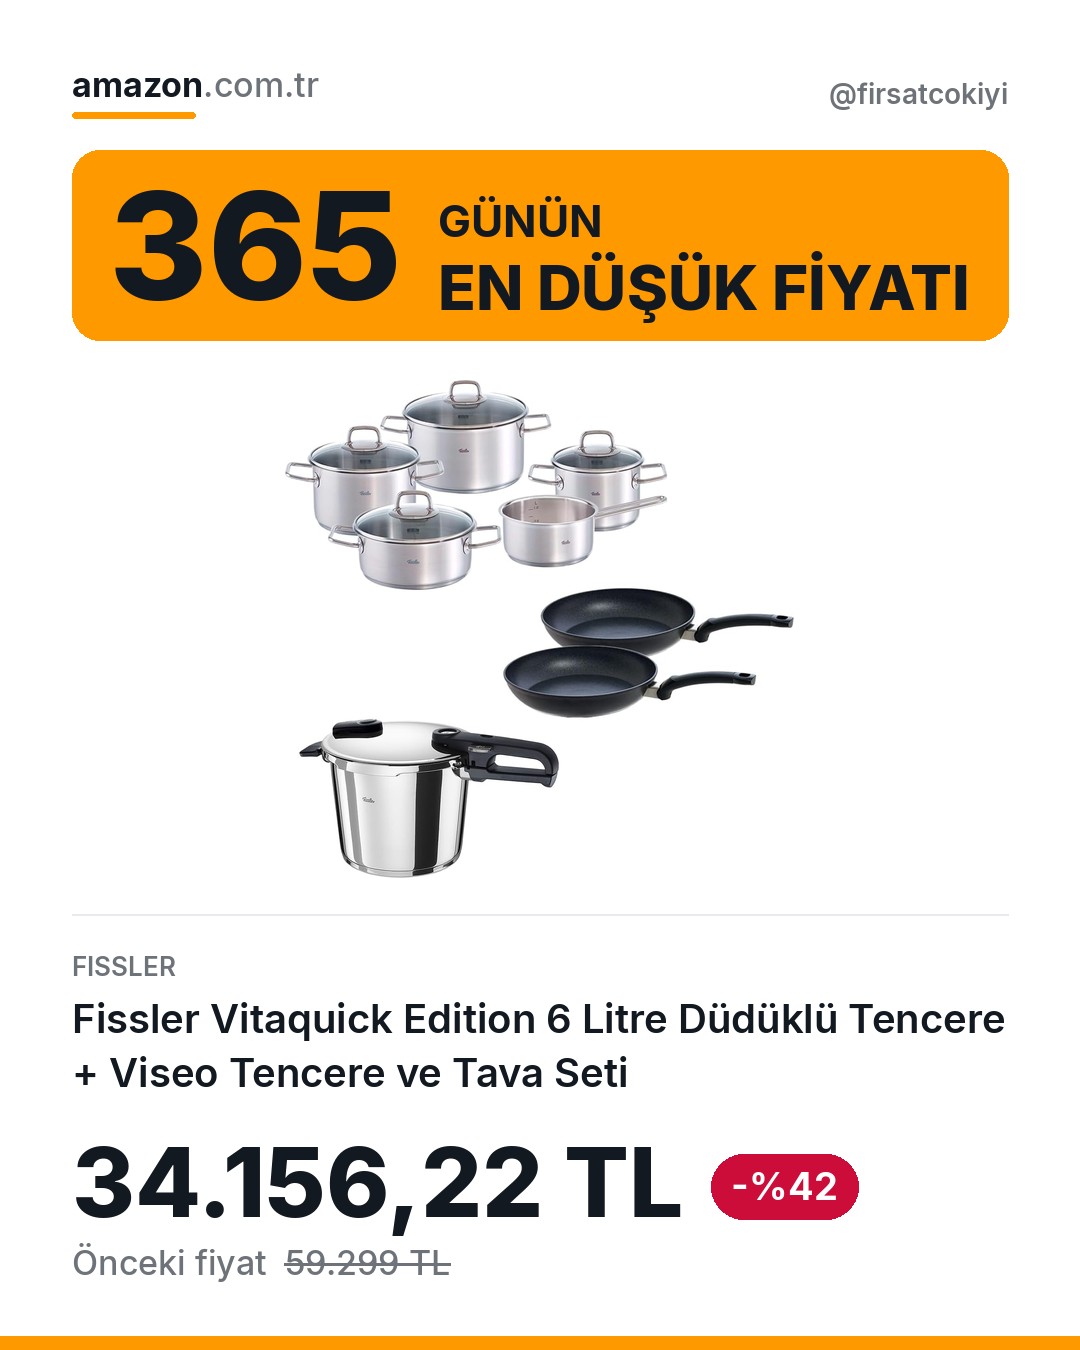 amazon.com.tr
@firsatcokiyi
365
GÜNÜN
EN DÜŞÜK FİYATI
FISSLER
Fissler Vitaquick Edition 6 Litre Düdüklü Tencere
+ Viseo Tencere ve Tava Seti
34.156,22 TL
-%42
Önceki fiyat 59.299 TL